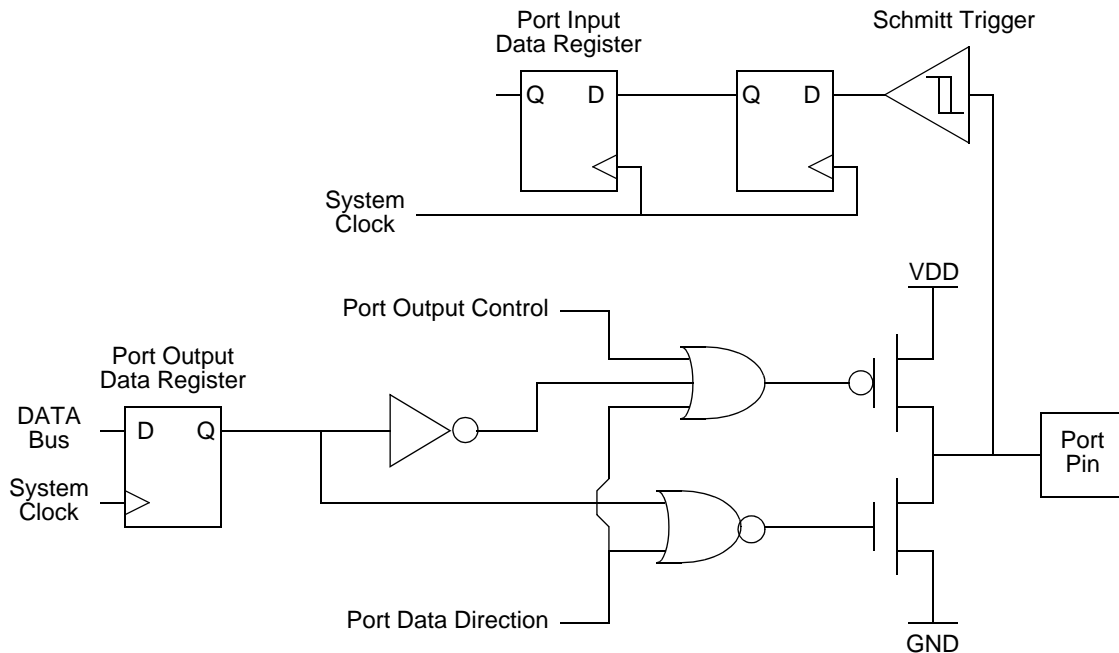 Port Input
Data Register
Schmitt Trigger
Q D
Q D
System
Clock
VDD
Port Output Control
Port Output
Data Register
DATA
Bus
D Q
System
Clock
Port
Pin
Port Data Direction
GND